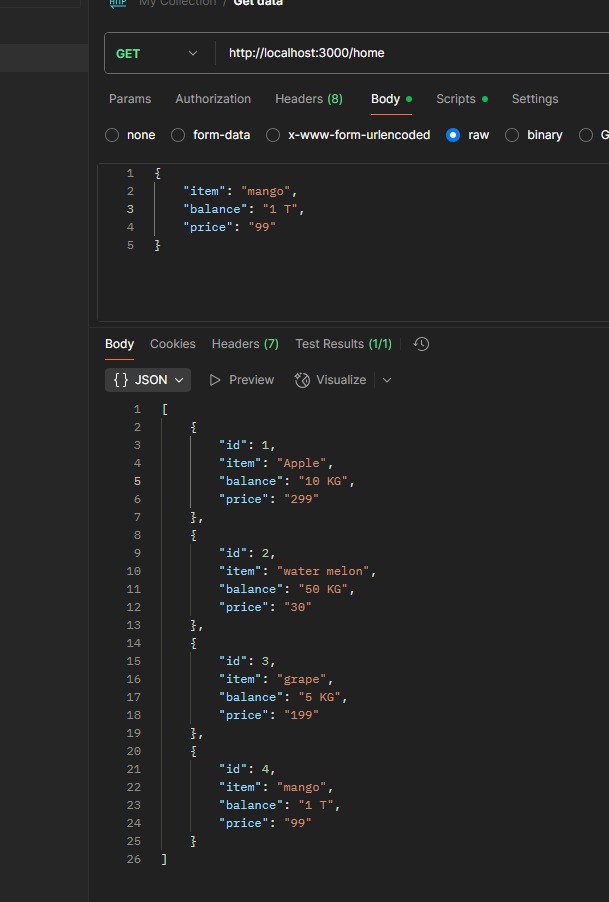 HTTP My Collection / Get data
GET http://localhost:3000/home
Params Authorization Headers (8) Body Scripts Settings
none form-data x-www-form-urlencoded raw binary G
1 {
2 "item": "mango",
3 "balance": "1 T",
4 "price": "99"
5 }
Body Cookies Headers (7) Test Results (1/1)
{} JSON Preview Visualize
1 [
2 {
3 "id": 1,
4 "item": "Apple",
5 "balance": "10 KG",
6 "price": "299"
7 },
8 {
9 "id": 2,
10 "item": "water melon",
11 "balance": "50 KG",
12 "price": "30"
13 },
14 {
15 "id": 3,
16 "item": "grape",
17 "balance": "5 KG",
18 "price": "199"
19 },
20 {
21 "id": 4,
22 "item": "mango",
23 "balance": "1 T",
24 "price": "99"
25 }
26 ]